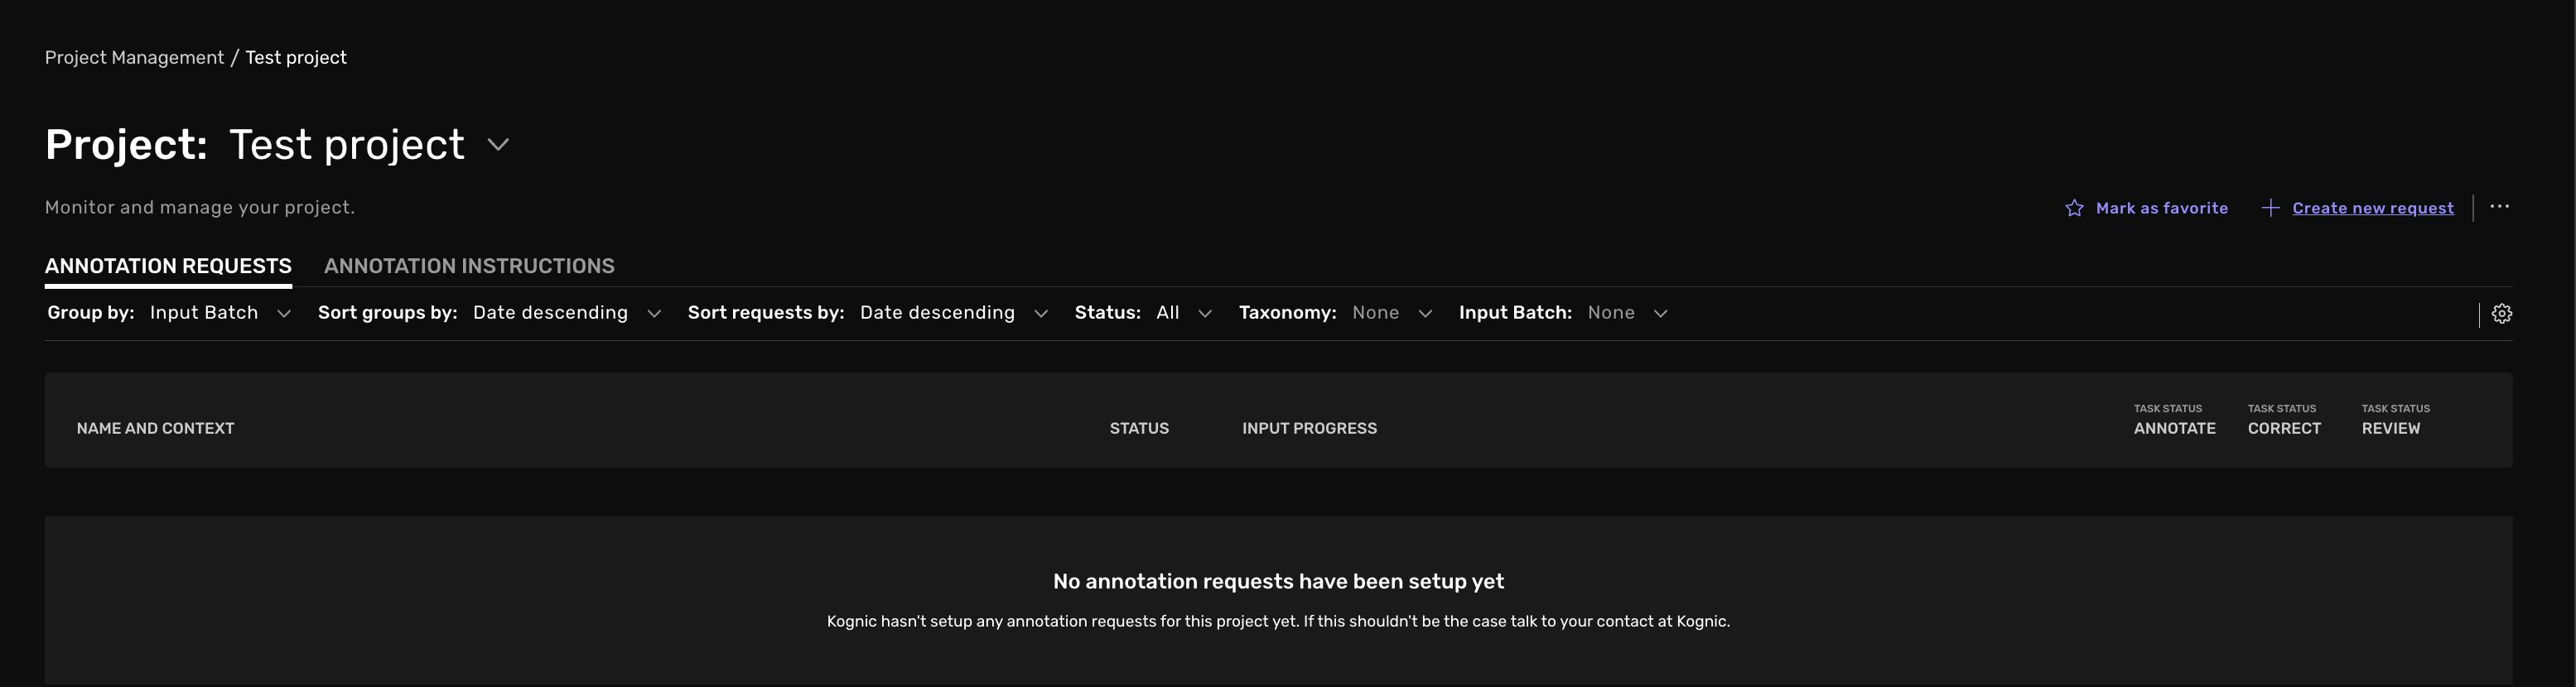 Project Management / Test project
Project: Test project
Monitor and manage your project.
Mark as favorite Create new request
ANNOTATION REQUESTS ANNOTATION INSTRUCTIONS
Group by: Input Batch Sort groups by: Date descending Sort requests by: Date descending Status: All Taxonomy: None Input Batch: None
TASK STATUS TASK STATUS TASK STATUS
NAME AND CONTEXT STATUS INPUT PROGRESS ANNOTATE CORRECT REVIEW
No annotation requests have been setup yet
Kognic hasn't setup any annotation requests for this project yet. If this shouldn't be the case talk to your contact at Kognic.